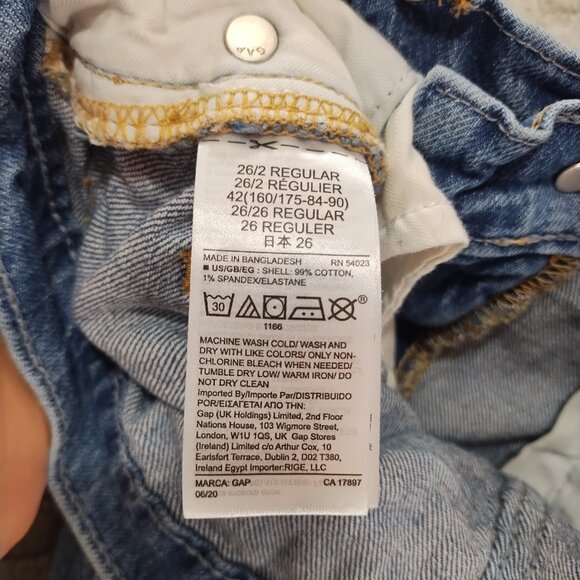 GAP
26/2 REGULAR
26/2 RÉGULIER
42(160/175-84-90)
26/26 REGULAR
26 REGULER
日本 26
MADE IN BANGLADESH RN 54023
■ US/GB/EG : SHELL: 99% COTTON,
1% SPANDEX/ELASTANE
30
1166
MACHINE WASH COLD/ WASH AND
DRY WITH LIKE COLORS/ ONLY NON-
CHLORINE BLEACH WHEN NEEDED/
TUMBLE DRY LOW/ WARM IRON/ DO
NOT DRY CLEAN
Imported By/Importe Par/DISTRIBUIDO
POR/ΕΙΣΑΓΕΤΑΙ ΑΠΟ ΤΗΝ:
Gap (UK Holdings) Limited, 2nd Floor
Nations House, 103 Wigmore Street,
London, W1U 1QS, UK Gap Stores
(Ireland) Limited c/o Arthur Cox, 10
Earlsfort Terrace, Dublin 2, D02 T380,
Ireland Egypt Importer:RIGE, LLC
MARCA: GAP CA 17897
06/20